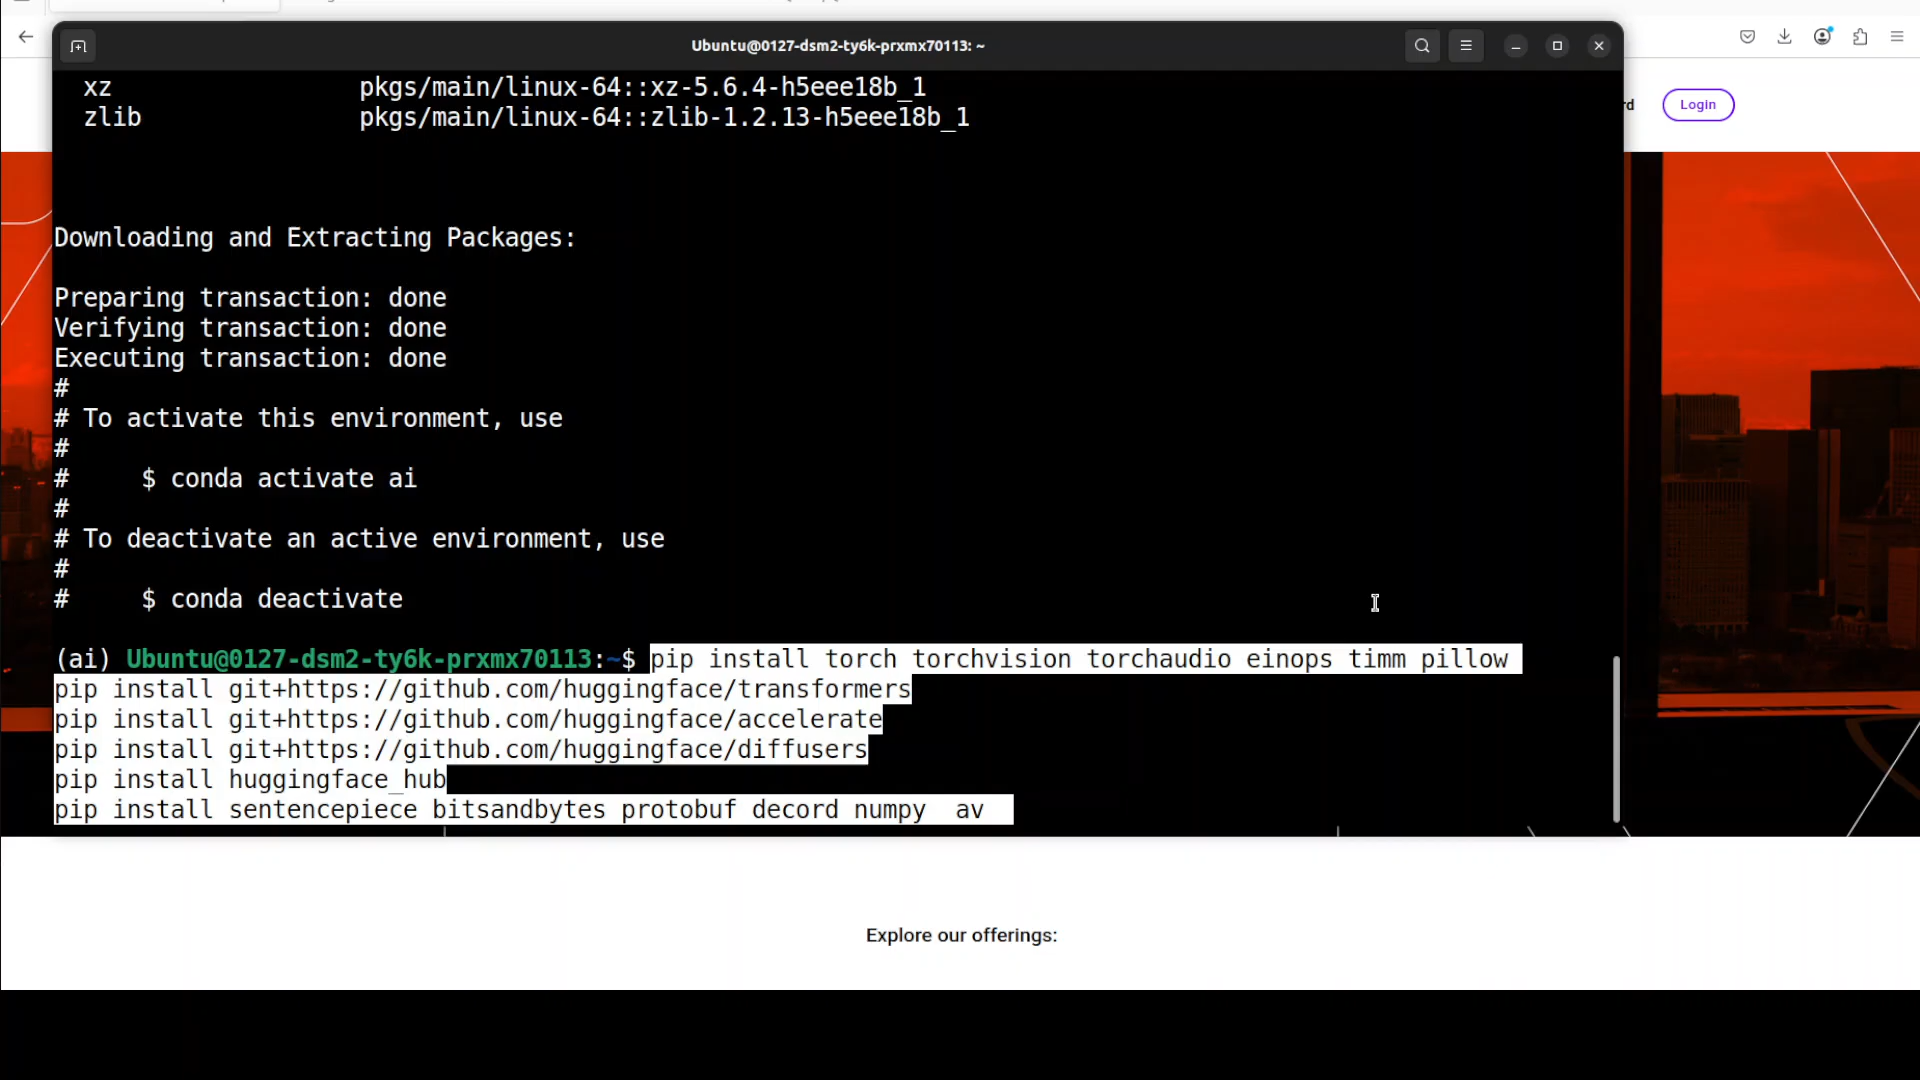 Ubuntu@0127-dsm2-ty6k-prxmx70113: ~
xz pkgs/main/linux-64::xz-5.6.4-h5eee18b_1
zlib pkgs/main/linux-64::zlib-1.2.13-h5eee18b_1
Downloading and Extracting Packages:
Preparing transaction: done
Verifying transaction: done
Executing transaction: done
#
# To activate this environment, use
#
# $ conda activate ai
#
# To deactivate an active environment, use
#
# $ conda deactivate
(ai) Ubuntu@0127-dsm2-ty6k-prxmx70113:~$ pip install torch torchvision torchaudio einops timm pillow
pip install git+https://github.com/huggingface/transformers
pip install git+https://github.com/huggingface/accelerate
pip install git+https://github.com/huggingface/diffusers
pip install huggingface_hub
pip install sentencepiece bitsandbytes protobuf decord numpy  av
Login
Explore our offerings: